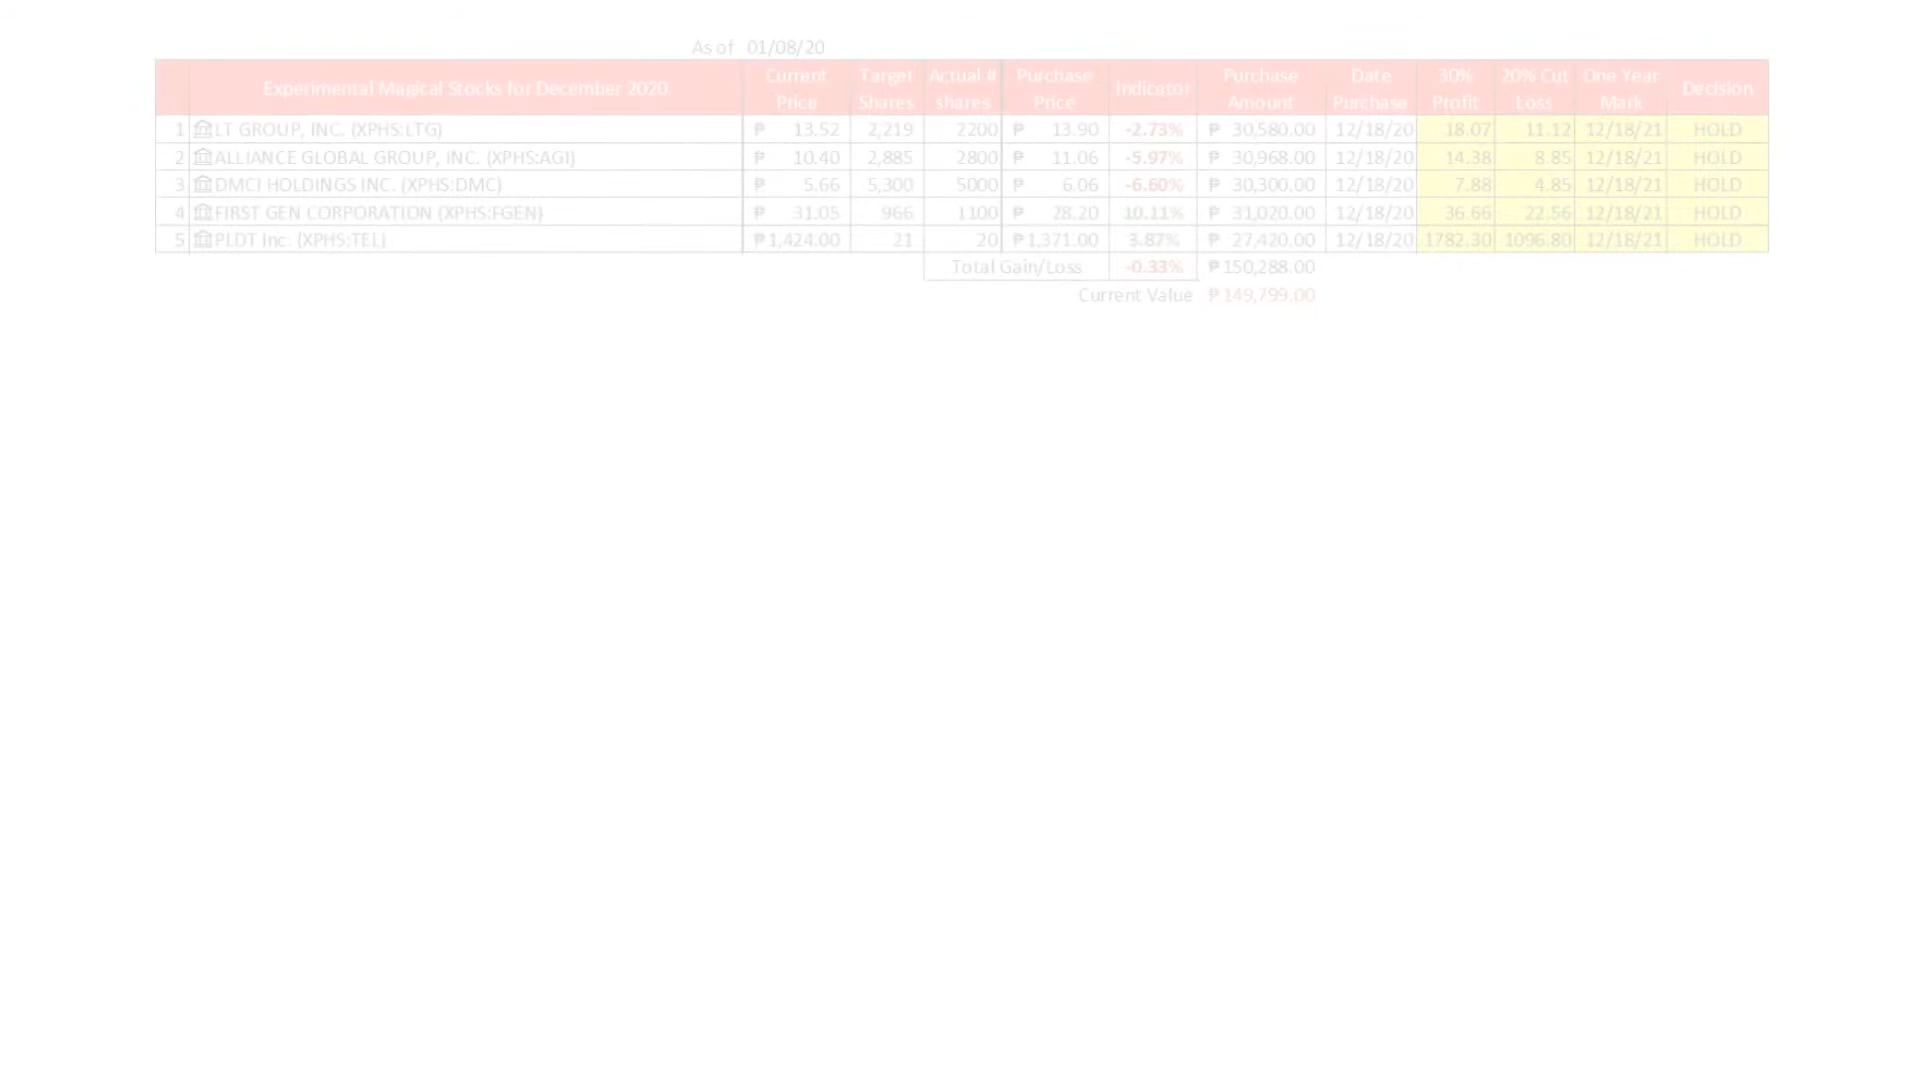 As of 01/08/20
Experimental Magical Stocks for December 2020 Current Price Target Shares Actual # shares Purchase Price Indicator Purchase Amount Date Purchase 30% Profit 20% Cut Loss One Year Mark Decision
1 LT GROUP, INC. (XPHS:LTG) ₱ 13.52 2,219 2200 ₱ 13.90 -2.73% ₱ 30,580.00 12/18/20 18.07 11.12 12/18/21 HOLD
2 ALLIANCE GLOBAL GROUP, INC. (XPHS:AGI) ₱ 10.40 2,885 2800 ₱ 11.06 -5.97% ₱ 30,968.00 12/18/20 14.38 8.85 12/18/21 HOLD
3 DMCI HOLDINGS INC. (XPHS:DMC) ₱ 5.66 5,300 5000 ₱ 6.06 -6.60% ₱ 30,300.00 12/18/20 7.88 4.85 12/18/21 HOLD
4 FIRST GEN CORPORATION (XPHS:FGEN) ₱ 31.05 966 1100 ₱ 28.20 10.11% ₱ 31,020.00 12/18/20 36.66 22.56 12/18/21 HOLD
5 PLDT Inc. (XPHS:TEL) ₱1,424.00 21 20 ₱1,371.00 3.87% ₱ 27,420.00 12/18/20 1782.30 1096.80 12/18/21 HOLD
Total Gain/Loss -0.33% ₱150,288.00
Current Value ₱149,799.00